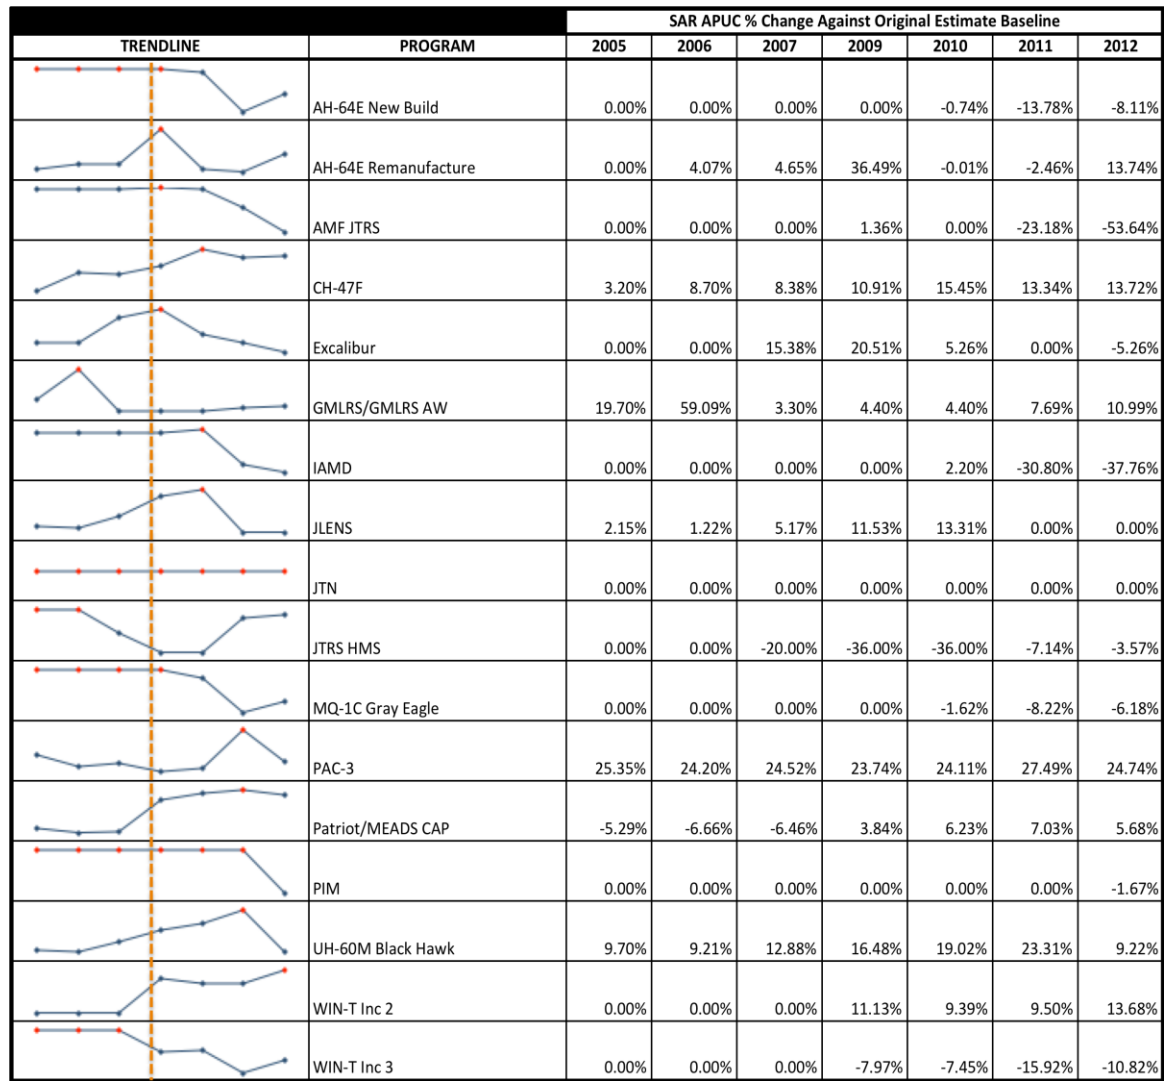 SAR APUC % Change Against Original Estimate Baseline
TRENDLINE PROGRAM 2005 2006 2007 2009 2010 2011 2012
AH-64E New Build 0.00% 0.00% 0.00% 0.00% -0.74% -13.78% -8.11%
AH-64E Remanufacture 0.00% 4.07% 4.65% 36.49% -0.01% -2.46% 13.74%
AMF JTRS 0.00% 0.00% 0.00% 1.36% 0.00% -23.18% -53.64%
CH-47F 3.20% 8.70% 8.38% 10.91% 15.45% 13.34% 13.72%
Excalibur 0.00% 0.00% 15.38% 20.51% 5.26% 0.00% -5.26%
GMLRS/GMLRS AW 19.70% 59.09% 3.30% 4.40% 4.40% 7.69% 10.99%
IAMD 0.00% 0.00% 0.00% 0.00% 2.20% -30.80% -37.76%
JLENS 2.15% 1.22% 5.17% 11.53% 13.31% 0.00% 0.00%
JTN 0.00% 0.00% 0.00% 0.00% 0.00% 0.00% 0.00%
JTRS HMS 0.00% 0.00% -20.00% -36.00% -36.00% -7.14% -3.57%
MQ-1C Gray Eagle 0.00% 0.00% 0.00% 0.00% -1.62% -8.22% -6.18%
PAC-3 25.35% 24.20% 24.52% 23.74% 24.11% 27.49% 24.74%
Patriot/MEADS CAP -5.29% -6.66% -6.46% 3.84% 6.23% 7.03% 5.68%
PIM 0.00% 0.00% 0.00% 0.00% 0.00% 0.00% -1.67%
UH-60M Black Hawk 9.70% 9.21% 12.88% 16.48% 19.02% 23.31% 9.22%
WIN-T Inc 2 0.00% 0.00% 0.00% 11.13% 9.39% 9.50% 13.68%
WIN-T Inc 3 0.00% 0.00% 0.00% -7.97% -7.45% -15.92% -10.82%